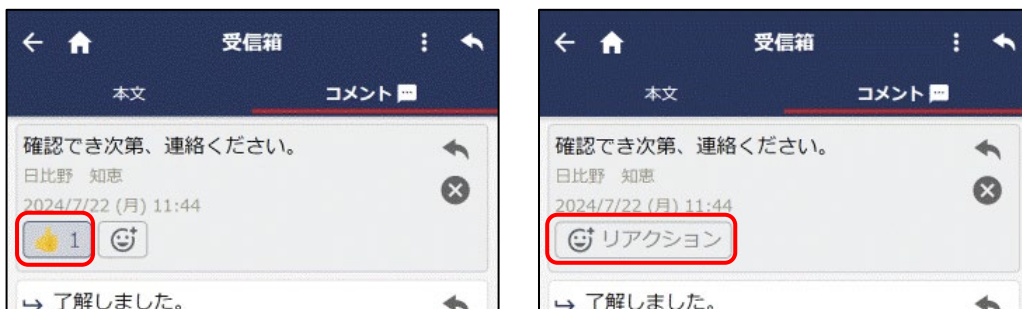 受信箱
本文 コメント
確認でき次第、連絡ください。
日比野 知恵
2024/7/22 (月) 11:44
1
了解しました。
受信箱
本文 コメント
確認でき次第、連絡ください。
日比野 知恵
2024/7/22 (月) 11:44
リアクション
了解しました。